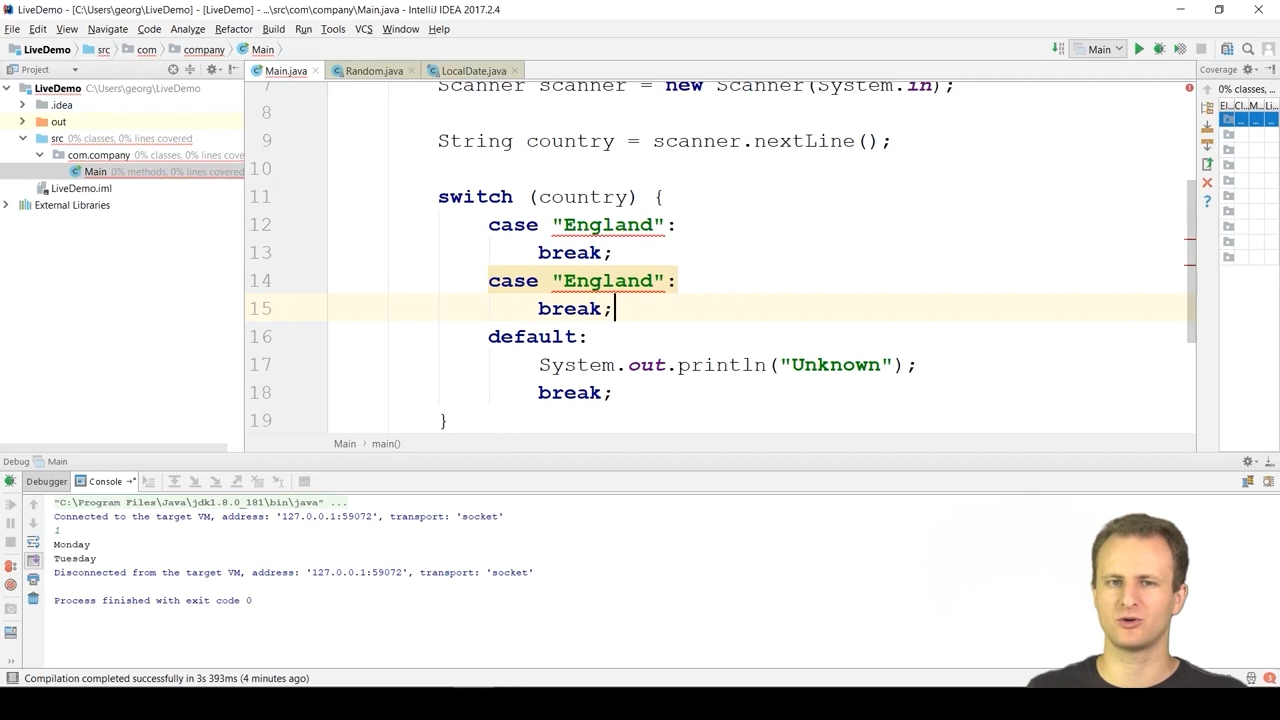 LiveDemo - [C:\Users\georg\LiveDemo] - [LiveDemo] - ...\src\com\company\Main.java - IntelliJ IDEA 2017.2.4
File Edit View Navigate Code Analyze Refactor Build Run Tools VCS Window Help
LiveDemo src com company Main Main
Project Main.java Random.java LocalDate.java Coverage
LiveDemo C:\Users\georg\LiveDemo
.idea
out
src 0% classes, 0% lines covered
com.company 0% classes, 0% lines cove
Main 0% methods, 0% lines covered
LiveDemo.iml
External Libraries
7 Scanner scanner = new Scanner(System.in);
8
9 String country = scanner.nextLine();
10
11 switch (country) {
12 case "England":
13 break;
14 case "England":
15 break;
16 default:
17 System.out.println("Unknown");
18 break;
19 }
Main main()
0% classes, ...
El... Cl... M... Li...
... ... ...
Debug Main
Debugger Console
"C:\Program Files\Java\jdk1.8.0_181\bin\java" ...
Connected to the target VM, address: '127.0.0.1:59072', transport: 'socket'
1
Monday
Tuesday
Disconnected from the target VM, address: '127.0.0.1:59072', transport: 'socket'
Process finished with exit code 0
Compilation completed successfully in 3s 393ms (4 minutes ago)
3